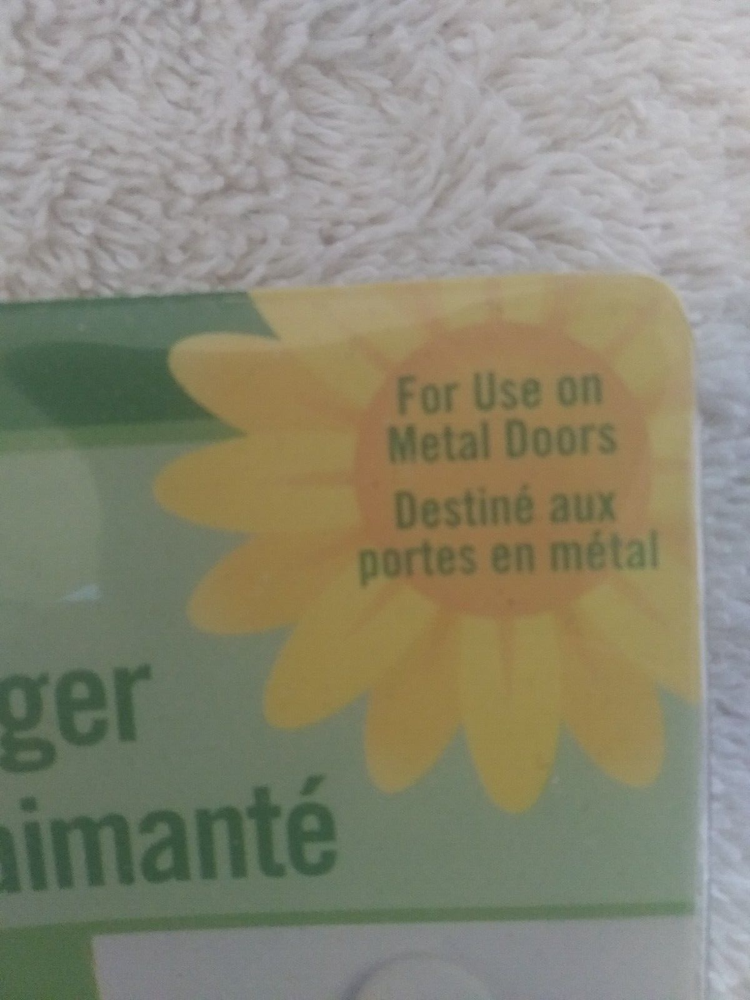 For Use on
Metal Doors
Destiné aux
portes en métal
ger
aimanté